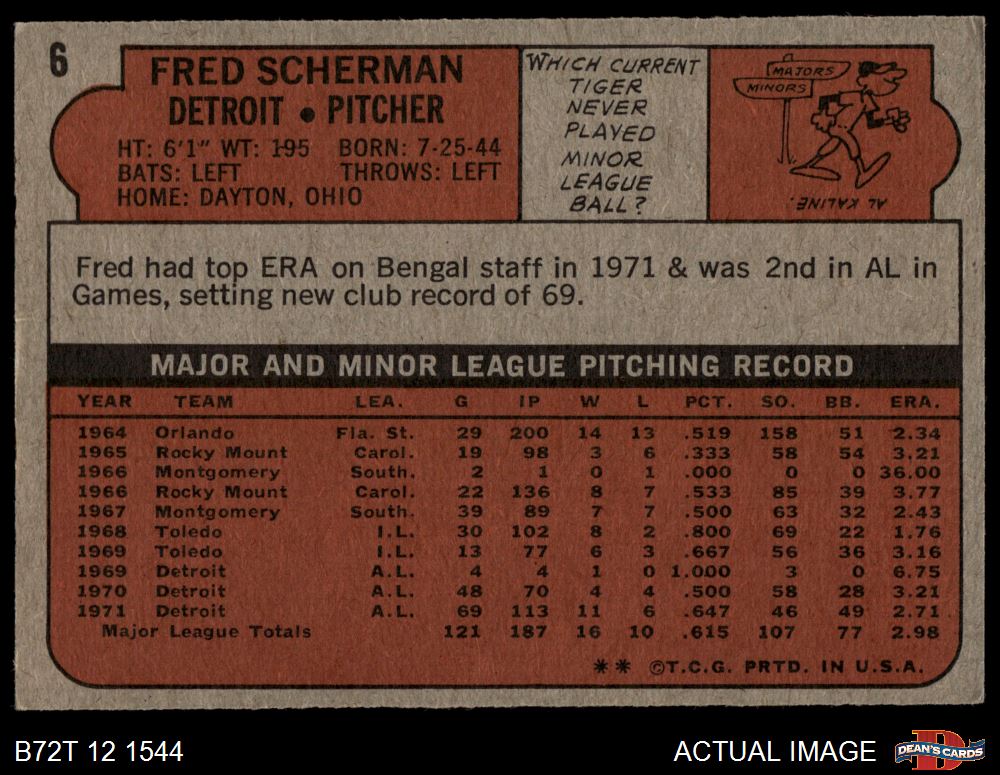 6
FRED SCHERMAN
DETROIT • PITCHER
HT: 6'1" WT: 195 BORN: 7-25-44
BATS: LEFT THROWS: LEFT
HOME: DAYTON, OHIO
WHICH CURRENT
TIGER
NEVER
PLAYED
MINOR
LEAGUE
BALL?
MAJORS
MINORS
AL KALINE.
Fred had top ERA on Bengal staff in 1971 & was 2nd in AL in
Games, setting new club record of 69.
MAJOR AND MINOR LEAGUE PITCHING RECORD
YEAR TEAM LEA. G IP W L PCT. SO. BB. ERA.
1964 Orlando Fla. St. 29 200 14 13 .519 158 51 2.34
1965 Rocky Mount Carol. 19 98 3 6 .333 58 54 3.21
1966 Montgomery South. 2 1 0 1 .000 0 0 36.00
1966 Rocky Mount Carol. 22 136 8 7 .533 85 39 3.77
1967 Montgomery South. 39 89 7 7 .500 63 32 2.43
1968 Toledo I.L. 30 102 8 2 .800 69 22 1.76
1969 Toledo I.L. 13 77 6 3 .667 56 36 3.16
1969 Detroit A.L. 4 4 1 0 1.000 3 0 6.75
1970 Detroit A.L. 48 70 4 4 .500 58 28 3.21
1971 Detroit A.L. 69 113 11 6 .647 46 49 2.71
Major League Totals 121 187 16 10 .615 107 77 2.98
** ©T.C.G. PRTD. IN U.S.A.
B72T 12 1544
ACTUAL IMAGE
DEAN'S CARDS